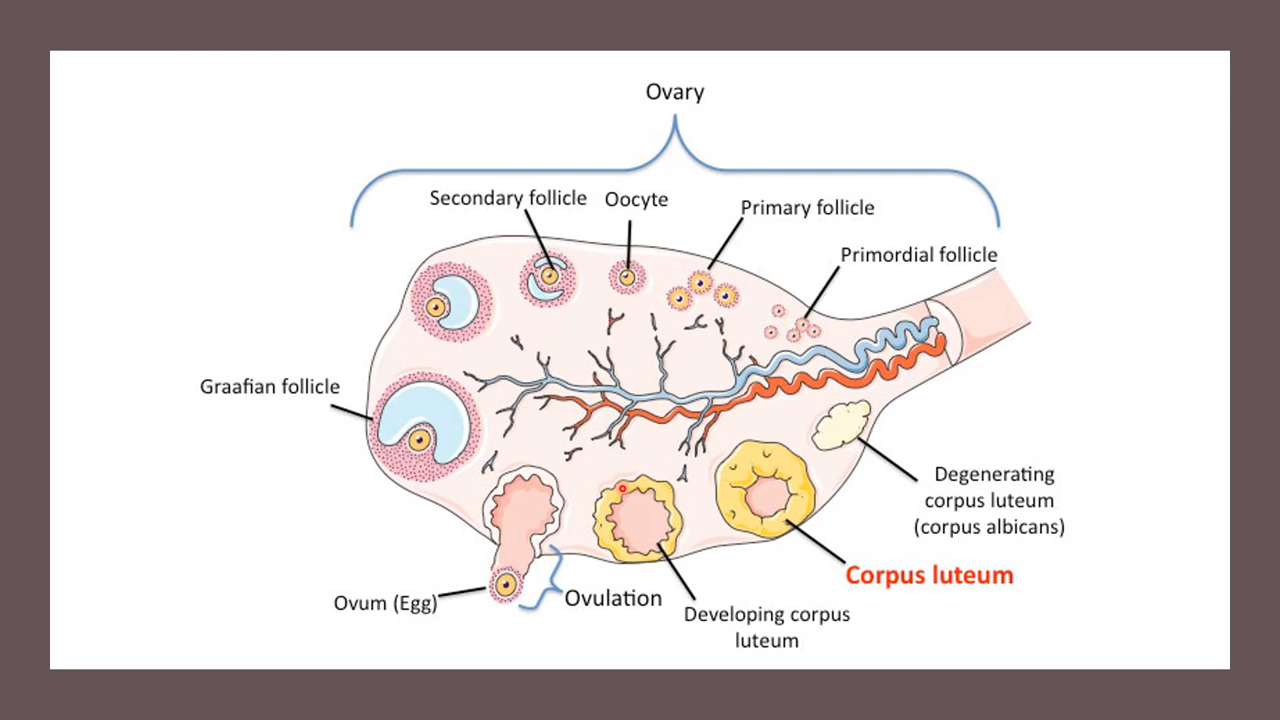 Ovary
Secondary follicle
Oocyte
Primary follicle
Primordial follicle
Graafian follicle
Degenerating
corpus luteum
(corpus albicans)
Corpus luteum
Ovum (Egg)
Ovulation
Developing corpus
luteum